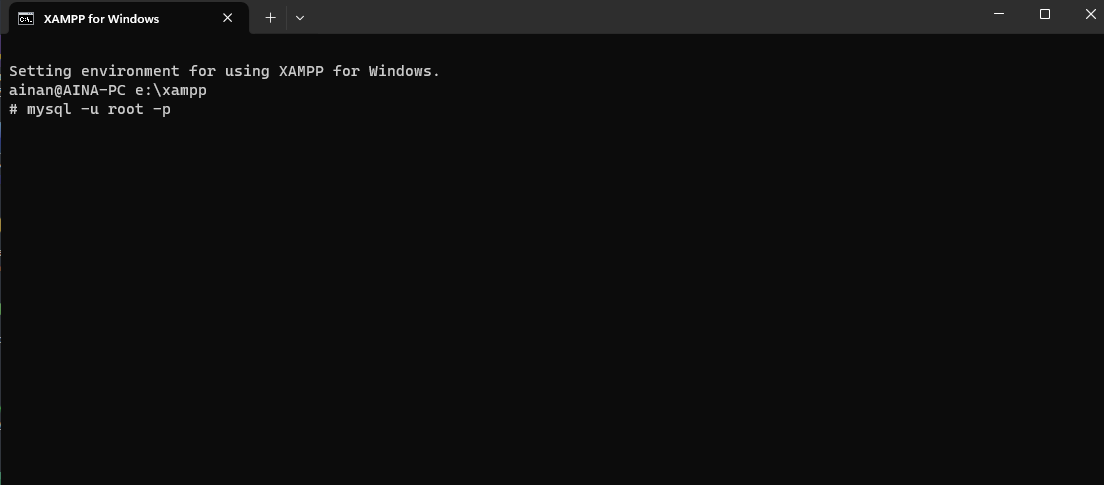 XAMPP for Windows
Setting environment for using XAMPP for Windows.
ainan@AINA-PC e:\xampp
# mysql -u root -p